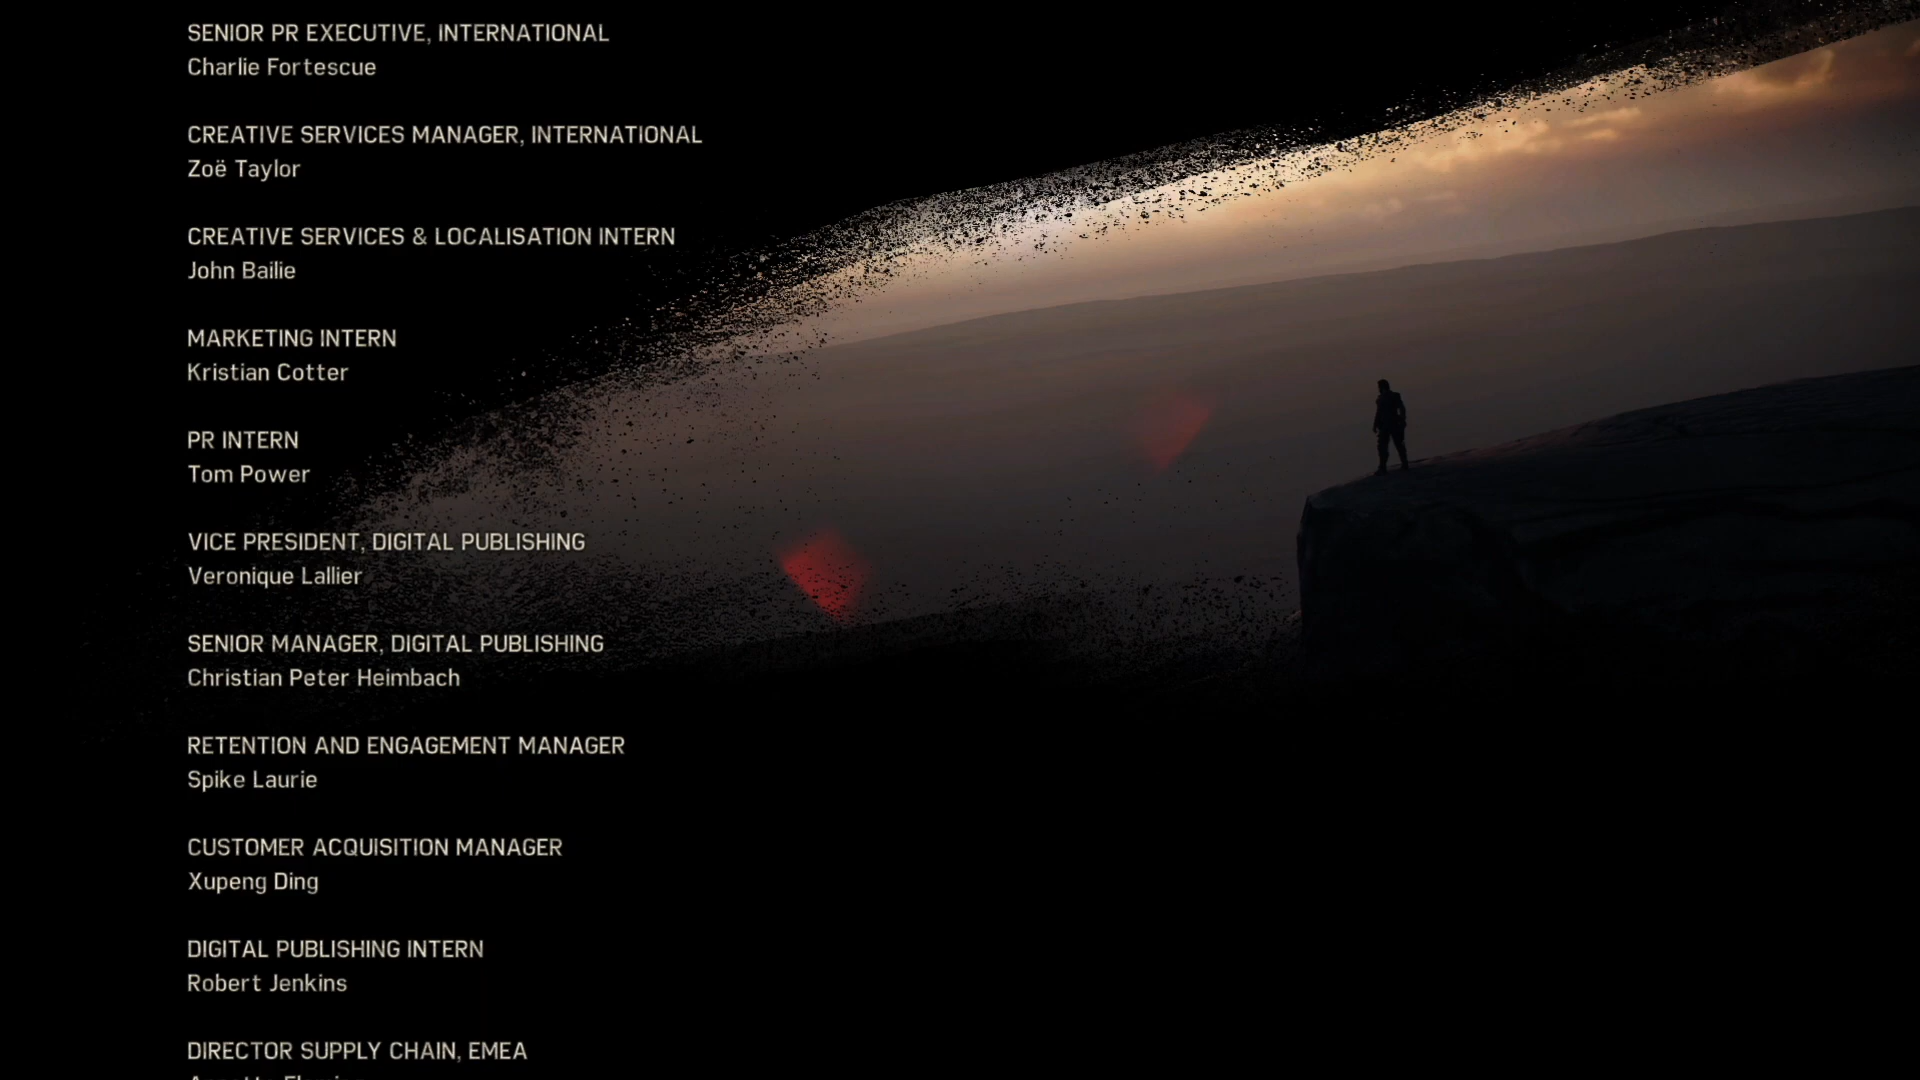 SENIOR PR EXECUTIVE, INTERNATIONAL
Charlie Fortescue
CREATIVE SERVICES MANAGER, INTERNATIONAL
Zoë Taylor
CREATIVE SERVICES & LOCALISATION INTERN
John Bailie
MARKETING INTERN
Kristian Cotter
PR INTERN
Tom Power
VICE PRESIDENT, DIGITAL PUBLISHING
Veronique Lallier
SENIOR MANAGER, DIGITAL PUBLISHING
Christian Peter Heimbach
RETENTION AND ENGAGEMENT MANAGER
Spike Laurie
CUSTOMER ACQUISITION MANAGER
Xupeng Ding
DIGITAL PUBLISHING INTERN
Robert Jenkins
DIRECTOR SUPPLY CHAIN, EMEA